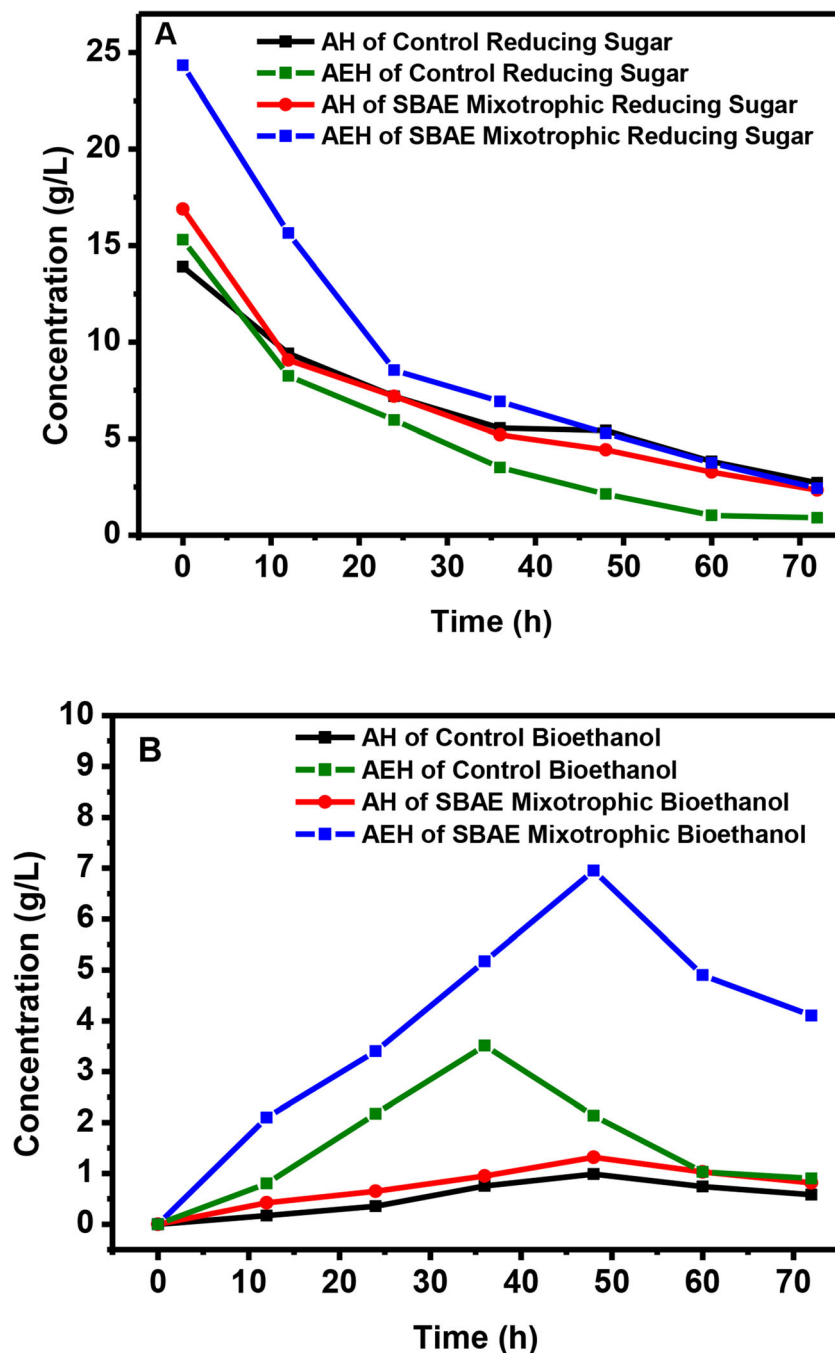 A
AH of Control Reducing Sugar
AEH of Control Reducing Sugar
AH of SBAE Mixotrophic Reducing Sugar
AEH of SBAE Mixotrophic Reducing Sugar
Concentration (g/L)
25
20
15
10
5
0
0 10 20 30 40 50 60 70
Time (h)
B
AH of Control Bioethanol
AEH of Control Bioethanol
AH of SBAE Mixotrophic Bioethanol
AEH of SBAE Mixotrophic Bioethanol
Concentration (g/L)
10
9
8
7
6
5
4
3
2
1
0
0 10 20 30 40 50 60 70
Time (h)